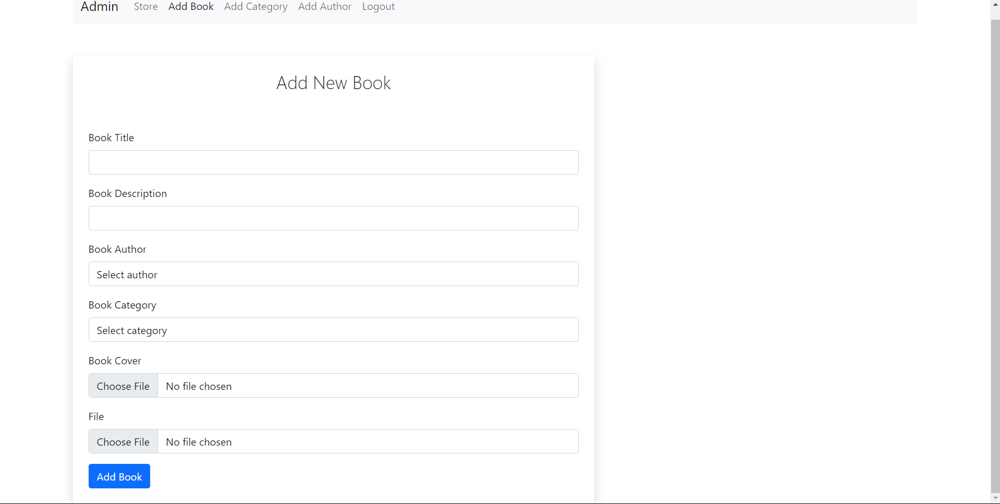 Admin Store Add Book Add Category Add Author Logout
Add New Book
Book Title
Book Description
Book Author
Select author
Book Category
Select category
Book Cover
Choose File No file chosen
File
Choose File No file chosen
Add Book